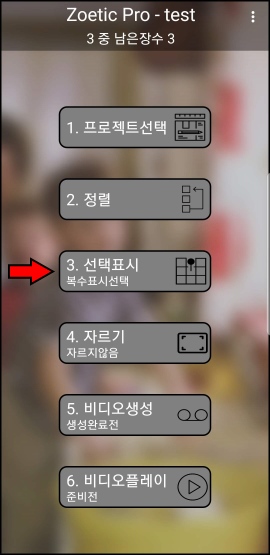 Zoetic Pro - test
3 중 남은장수 3
1. 프로젝트선택
2. 정렬
3. 선택표시
복수표시선택
4. 자르기
자르지않음
5. 비디오생성
생성완료전
6. 비디오플레이
준비전